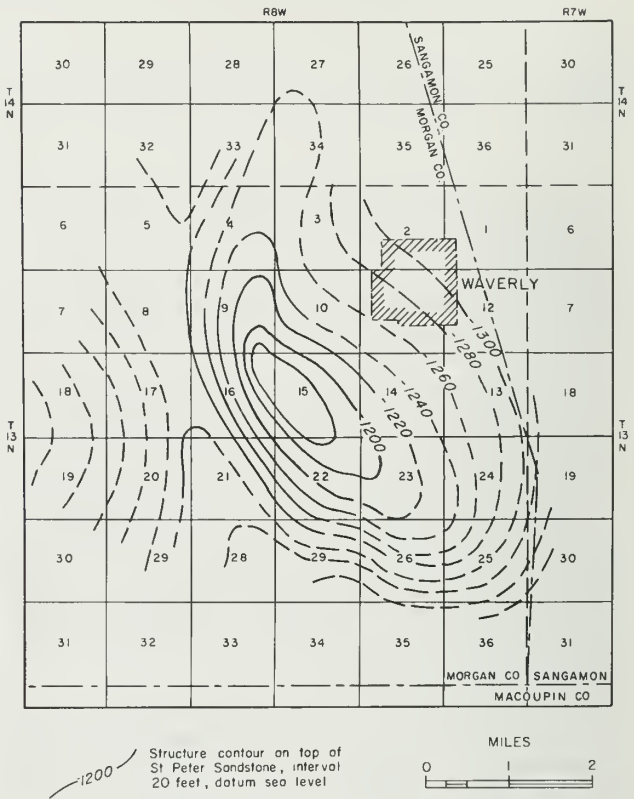 R8W R7W
30 29 28 27 26 25 30
T 14 N T 14 N
SANGAMON CO.
MORGAN CO.
31 32 33 34 35 36 31
6 5 4 3 2 1 6
WAVERLY
7 8 9 10 12 7
-1300
-1280
-1260
-1240
-1220
-1200
18 17 16 15 14 13 18
T 13 N T 13 N
19 20 21 22 23 24 19
30 29 28 29 26 25 30
31 32 33 34 35 36 31
MORGAN CO SANGAMON
MACOUPIN CO
-1200
Structure contour on top of
St Peter Sandstone, interval
20 feet, datum sea level
MILES
0 1 2